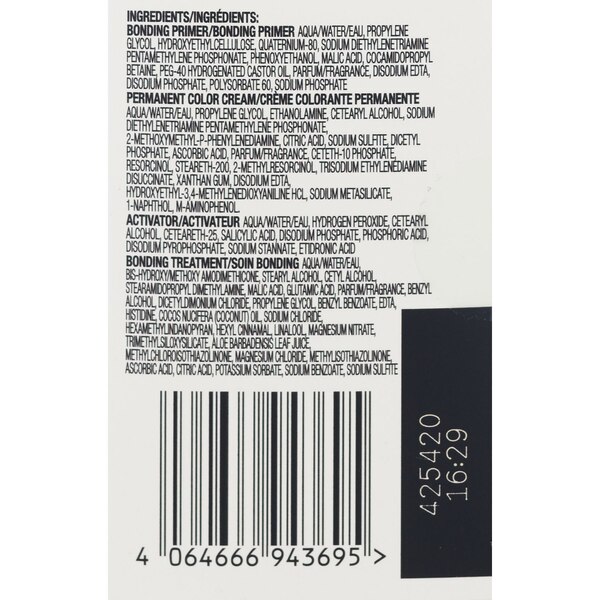 INGREDIENTS/INGRÉDIENTS:
BONDING PRIMER/BONDING PRIMER AQUA/WATER/EAU, PROPYLENE
GLYCOL, HYDROXYETHYLCELLULOSE, QUATERNIUM-80, SODIUM DIETHYLENETRIAMINE
PENTAMETHYLENE PHOSPHONATE, PHENOXYETHANOL, MALIC ACID, COCAMIDOPROPYL
BETAINE, PEG-40 HYDROGENATED CASTOR OIL, PARFUM/FRAGRANCE, DISODIUM EDTA,
DISODIUM PHOSPHATE, POLYSORBATE 60, SODIUM PHOSPHATE
PERMANENT COLOR CREAM/CRÈME COLORANTE PERMANENTE
AQUA/WATER/EAU, PROPYLENE GLYCOL, ETHANOLAMINE, CETEARYL ALCOHOL, SODIUM
DIETHYLENETRIAMINE PENTAMETHYLENE PHOSPHONATE,
2-METHOXYMETHYL-P-PHENYLENEDIAMINE, CITRIC ACID, SODIUM SULFITE, DICETYL
PHOSPHATE, ASCORBIC ACID, PARFUM/FRAGRANCE, CETETH-10 PHOSPHATE,
RESORCINOL, STEARETH-200, 2-METHYLRESORCINOL, TRISODIUM ETHYLENEDIAMINE
DISUCCINATE, XANTHAN GUM, DISODIUM EDTA,
HYDROXYETHYL-3,4-METHYLENEDIOXYANILINE HCL, SODIUM METASILICATE,
1-NAPHTHOL, M-AMINOPHENOL
ACTIVATOR/ACTIVATEUR AQUA/WATER/EAU, HYDROGEN PEROXIDE, CETEARYL
ALCOHOL, CETEARETH-25, SALICYLIC ACID, DISODIUM PHOSPHATE, PHOSPHORIC ACID,
DISODIUM PYROPHOSPHATE, SODIUM STANNATE, ETIDRONIC ACID
BONDING TREATMENT/SOIN BONDING AQUA/WATER/EAU,
BIS-HYDROXY/METHOXY AMODIMETHICONE, STEARYL ALCOHOL, CETYL ALCOHOL,
STEARAMIDOPROPYL DIMETHYLAMINE, MALIC ACID, GLUTAMIC ACID, PARFUM/FRAGRANCE, BENZYL
ALCOHOL, DICETYLDIMONIUM CHLORIDE, PROPYLENE GLYCOL, BENZYL BENZOATE, EDTA,
HISTIDINE, COCOS NUCIFERA (COCONUT) OIL, SODIUM CHLORIDE,
HEXAMETHYLINDANOPYRAN, HEXYL CINNAMAL, LINALOOL, MAGNESIUM NITRATE,
TRIMETHYLSILOXYSILICATE, ALOE BARBADENSIS LEAF JUICE,
METHYLCHLOROISOTHIAZOLINONE, MAGNESIUM CHLORIDE, METHYLISOTHIAZOLINONE,
ASCORBIC ACID, CITRIC ACID, POTASSIUM SORBATE, SODIUM BENZOATE, SODIUM SULFITE
425420
16:29
4 064666 943695 >